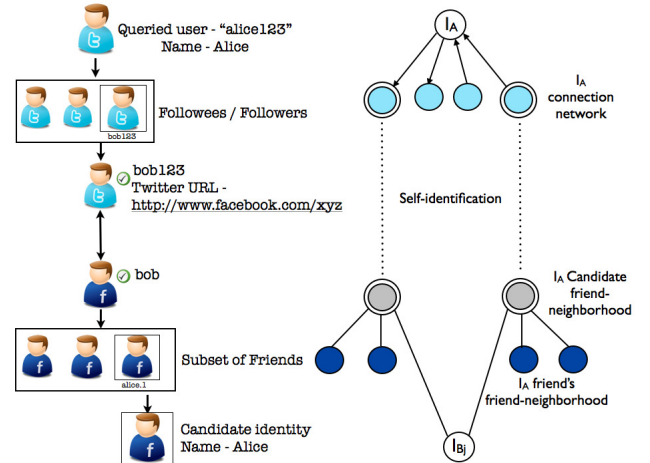 Queried user - “alice123”
Name - Alice
Followees / Followers
bob123
bob123
Twitter URL -
http://www.facebook.com/xyz
bob
Subset of Friends
alice.1
Candidate identity
Name - Alice
IA
IA
connection
network
Self-identification
IA Candidate
friend-
neighborhood
IA friend's
friend-neighborhood
IBj